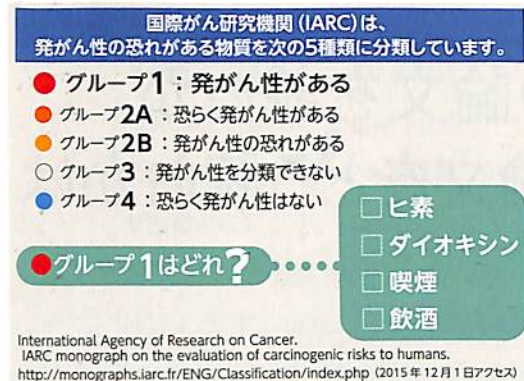 国際がん研究機関(IARC)は、
発がん性の恐れがある物質を次の5種類に分類しています。
グループ1:発がん性がある
グループ2A:恐らく発がん性がある
グループ2B:発がん性の恐れがある
グループ3:発がん性を分類できない
グループ4:恐らく発がん性はない
グループ1はどれ?
ヒ素
ダイオキシン
喫煙
飲酒
International Agency of Research on Cancer.
IARC monograph on the evaluation of carcinogenic risks to humans.
http://monographs.iarc.fr/ENG/Classification/index.php (2015年12月1日アクセス)